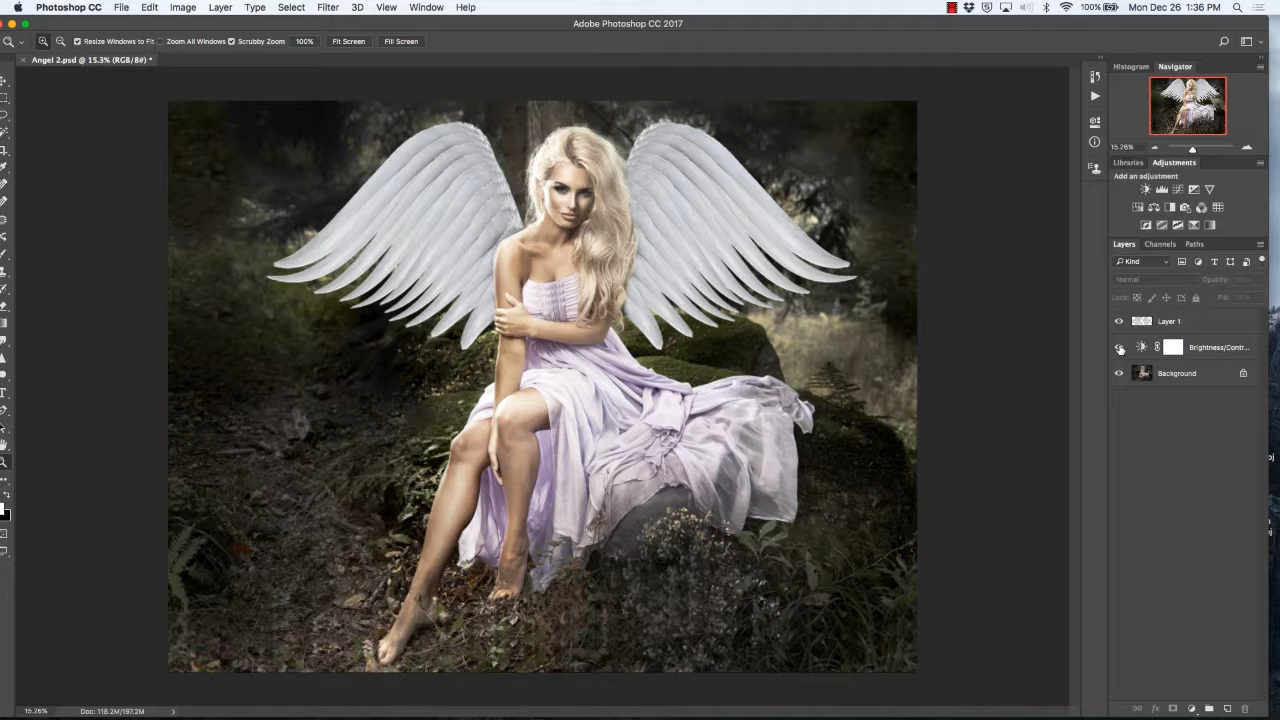 Photoshop CC File Edit Image Layer Type Select Filter 3D View Window Help 100% Mon Dec 26 1:36 PM
Adobe Photoshop CC 2017
Resize Windows to Fit Zoom All Windows Scrubby Zoom 100% Fit Screen Fill Screen
× Angel 2.psd @ 15.3% (RGB/8#) *
Histogram Navigator
15.26%
Libraries Adjustments
Add an adjustment
Layers Channels Paths
Kind
Normal Opacity:
Lock: Fill:
Layer 1
Brightness/Contr...
Background
15.26% Doc: 118.2M/197.2M